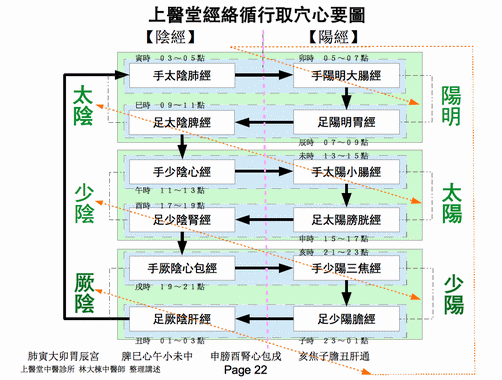 上醫堂經絡循行取穴心要圖
【陰經】 【陽經】
寅時 03~05點 卯時 05~07點
手太陰肺經 手陽明大腸經
太陰 陽明
巳時 09~11點
足太陰脾經 足陽明胃經
辰時 07~09點
未時 13~15點
手少陰心經 手太陽小腸經
午時 11~13點
少陰 太陽
酉時 17~19點
足少陰腎經 足太陽膀胱經
申時 15~17點
亥時 21~23點
手厥陰心包經 手少陽三焦經
戌時 19~21點
厥陰 少陽
足厥陰肝經 足少陽膽經
丑時 01~03點 子時 23~01點
肺寅大卯胃辰宮 脾巳心午小未中 申膀酉腎心包戌 亥焦子膽丑肝通
上醫堂中醫診所 林大棟中醫師 整理講述 Page 22